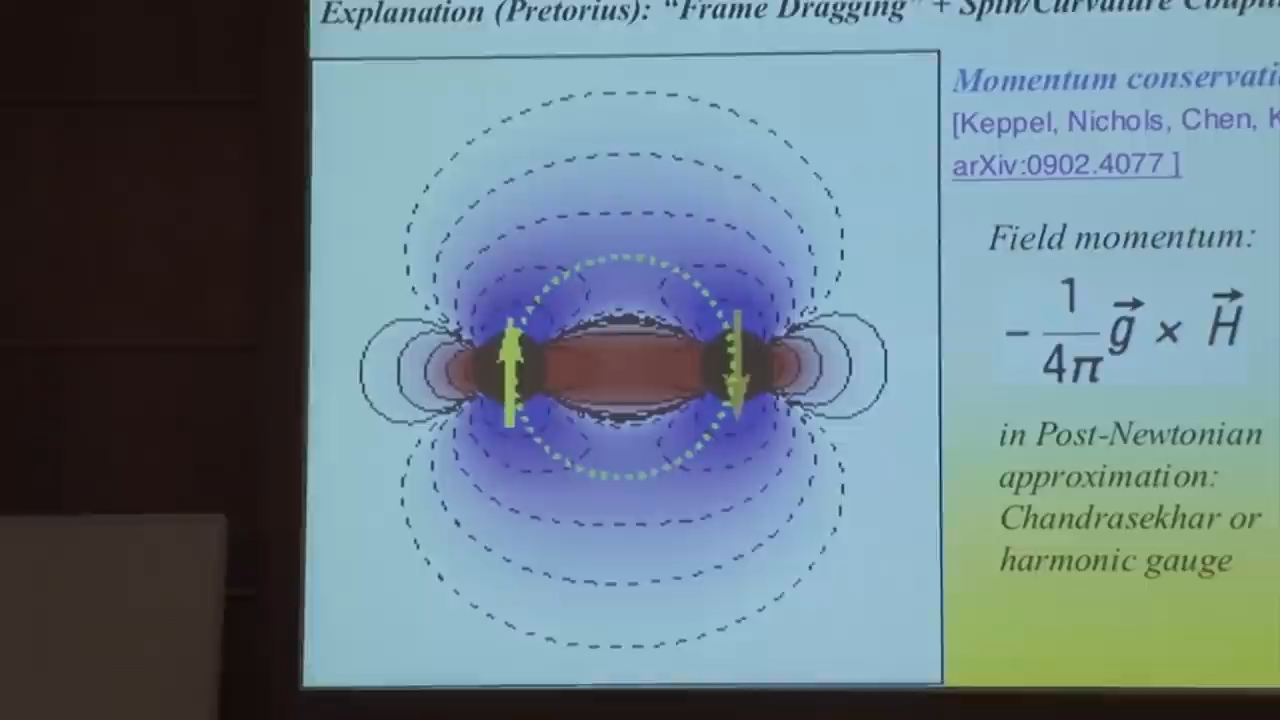 Explanation (Pretorius): "Frame Dragging" + Spin/Curvature
Momentum
[Keppel, Nichols, Chen,
arXiv:0902.4077 ]
Field momentum:
- 1/4π g⃗ × H⃗
in Post-Newtonian
approximation:
Chandrasekhar or
harmonic gauge